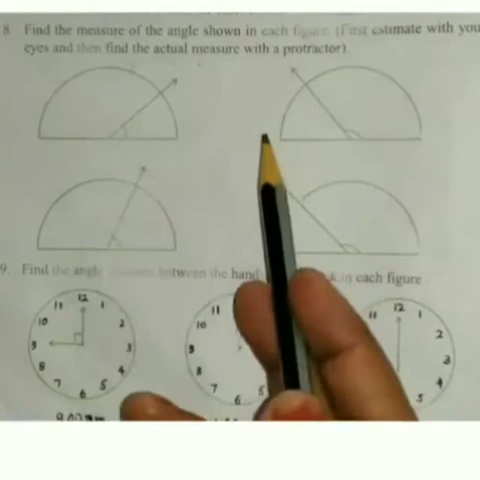 8. Find the measure of the angle shown in each figure. (First estimate with you
eyes and then find the actual measure with a protractor).
9. Find the angle between the hand in each figure
11 12 1
10 2
9 3
8 4
7 6 5
11
10
9
8
7 6 5
11 12 1
2
3
4
5